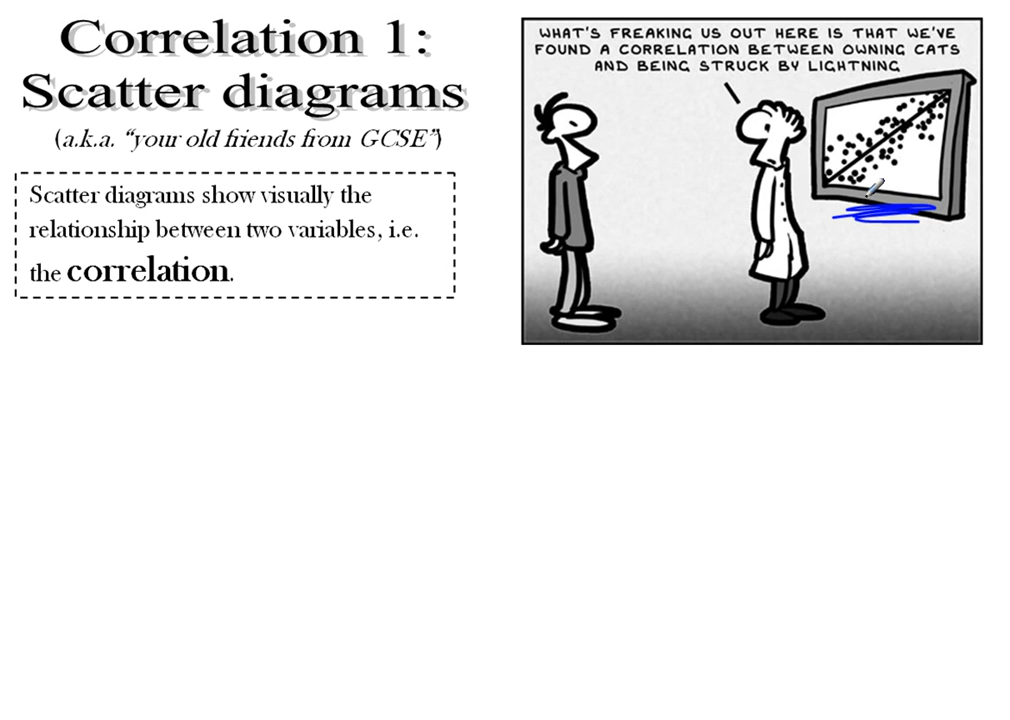 Correlation 1:
Scatter diagrams
(a.k.a. “your old friends from GCSE”)
Scatter diagrams show visually the
relationship between two variables, i.e.
the correlation.
WHAT'S FREAKING US OUT HERE IS THAT WE'VE
FOUND A CORRELATION BETWEEN OWNING CATS
AND BEING STRUCK BY LIGHTNING